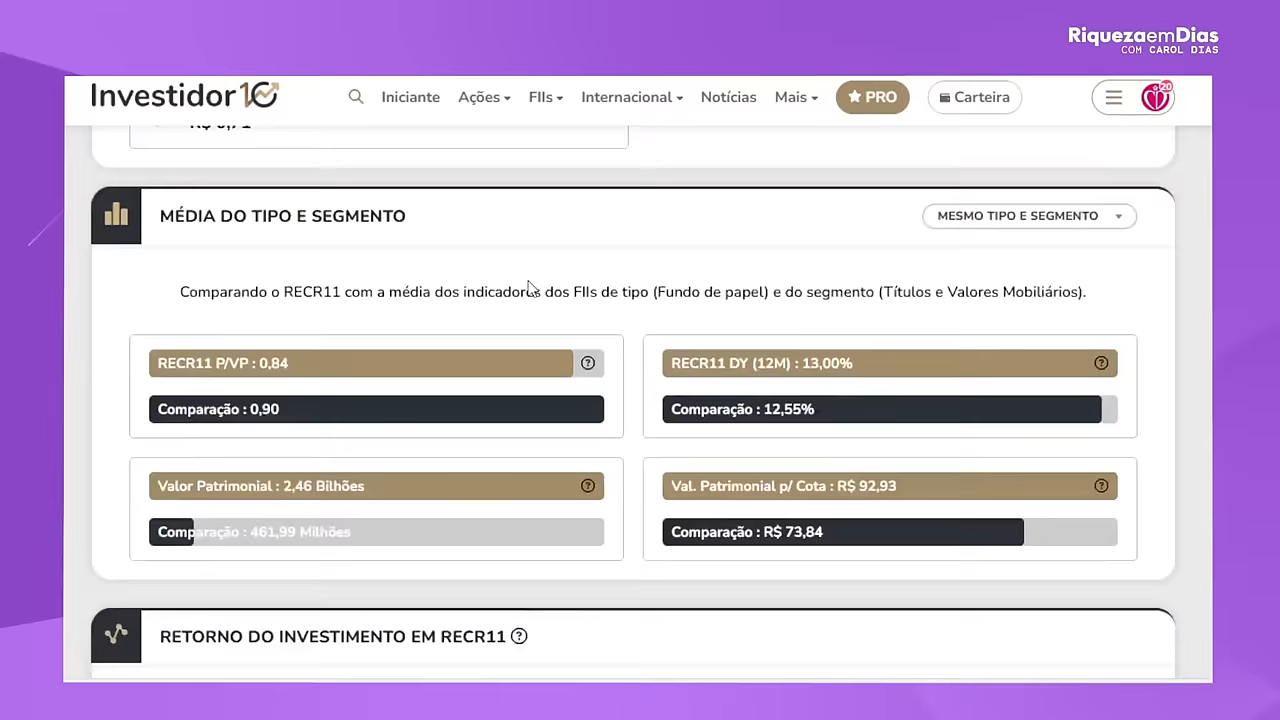 RiquezaemDias
COM CAROL DIAS
Investidor10
Iniciante Ações FIIs Internacional Notícias Mais PRO Carteira
20
MÉDIA DO TIPO E SEGMENTO
MESMO TIPO E SEGMENTO
Comparando o RECR11 com a média dos indicadores dos FIIs de tipo (Fundo de papel) e do segmento (Títulos e Valores Mobiliários).
RECR11 P/VP : 0,84
Comparação : 0,90
RECR11 DY (12M) : 13,00%
Comparação : 12,55%
Valor Patrimonial : 2,46 Bilhões
Comparação : 461,99 Milhões
Val. Patrimonial p/ Cota : R$ 92,93
Comparação : R$ 73,84
RETORNO DO INVESTIMENTO EM RECR11